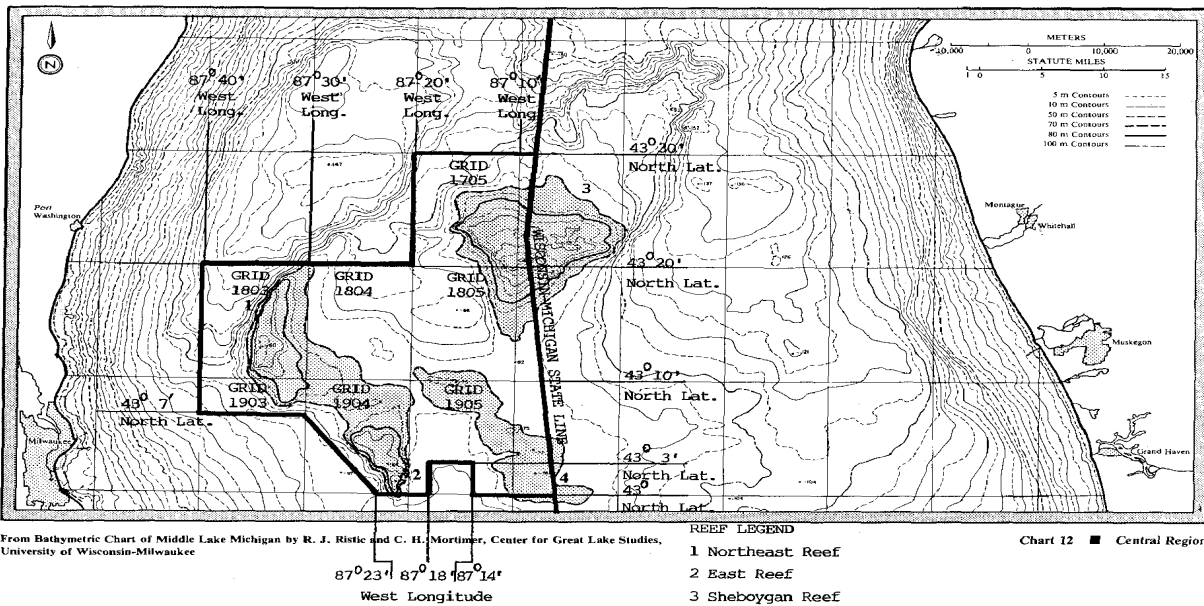 METERS
10,000 0 10,000 20,000
STATUTE MILES
1 0 5 10 15
5 m Contours
10 m Contours
50 m Contours
70 m Contours
80 m Contours
100 m Contours
N
87° 40' West Long.
87° 30' West Long.
87° 20' West Long.
87° 10' West Long.
43° 30'
North Lat.
GRID
1705
3
Port
Washington
Montague
Whitehall
WISCONSIN-MICHIGAN STATE LINE
43° 20'
North Lat.
GRID
1803
GRID
1804
GRID
1805
1
Muskegon
43° 10'
North Lat.
GRID
1903
GRID
1904
GRID
1905
43° 7'
North Lat.
Milwaukee
Grand Haven
43° 3'
North Lat.
2
4
43°
North Lat.
From Bathymetric Chart of Middle Lake Michigan by R. J. Ristic and C. H. Mortimer, Center for Great Lake Studies,
University of Wisconsin-Milwaukee
Chart 12 ■ Central Region
87° 23' 87° 18' 87° 14'
West Longitude
REEF LEGEND
1 Northeast Reef
2 East Reef
3 Sheboygan Reef